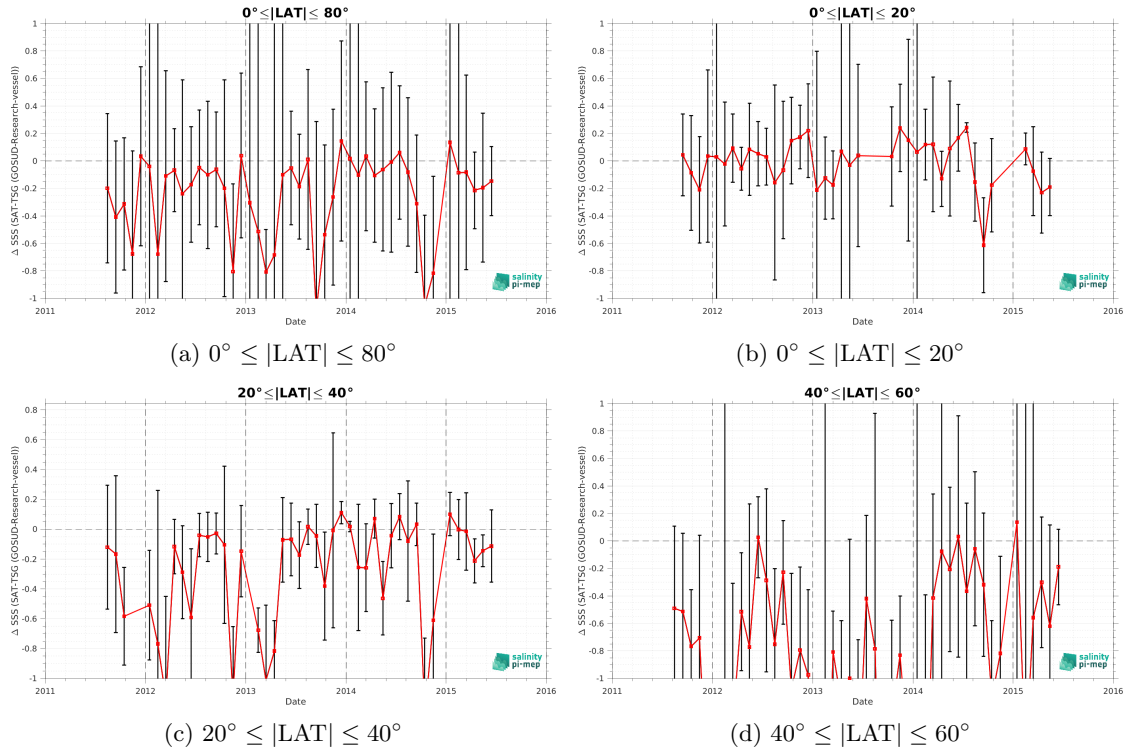 0°≤|LAT|≤ 80°
Δ SSS (SAT-TSG (GOSUD-Research-vessel))
1
0.8
0.6
0.4
0.2
0
-0.2
-0.4
-0.6
-0.8
-1
2011 2012 2013 2014 2015 2016
Date
salinity
pi-mep
(a) 0° ≤ |LAT| ≤ 80°
0°≤|LAT|≤ 20°
Δ SSS (SAT-TSG (GOSUD-Research-vessel))
1
0.8
0.6
0.4
0.2
0
-0.2
-0.4
-0.6
-0.8
-1
2011 2012 2013 2014 2015 2016
Date
salinity
pi-mep
(b) 0° ≤ |LAT| ≤ 20°
20°≤|LAT|≤ 40°
Δ SSS (SAT-TSG (GOSUD-Research-vessel))
0.8
0.6
0.4
0.2
0
-0.2
-0.4
-0.6
-0.8
-1
2011 2012 2013 2014 2015 2016
Date
salinity
pi-mep
(c) 20° ≤ |LAT| ≤ 40°
40°≤|LAT|≤ 60°
Δ SSS (SAT-TSG (GOSUD-Research-vessel))
1
0.8
0.6
0.4
0.2
0
-0.2
-0.4
-0.6
-0.8
-1
2011 2012 2013 2014 2015 2016
Date
salinity
pi-mep
(d) 40° ≤ |LAT| ≤ 60°